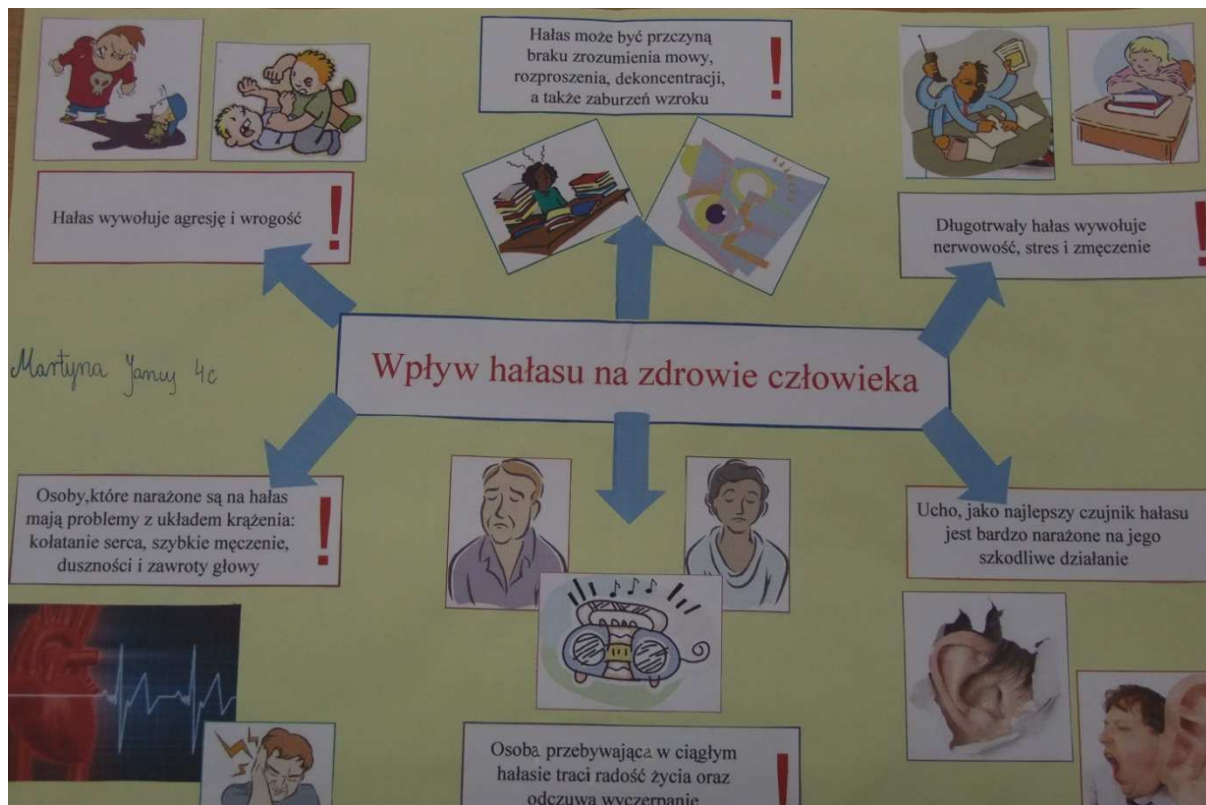 Hałas może być przczyną
braku zrozumienia mowy,
rozproszenia, dekoncentracji,
a także zaburzeń wzroku
!
Hałas wywołuje agresję i wrogość
!
Długotrwały hałas wywołuje
nerwowość, stres i zmęczenie
!
Wpływ hałasu na zdrowie człowieka
Martyna
4c
Osoby,które narażone są na hałas
mają problemy z układem krążenia:
kołatanie serca, szybkie męczenie,
duszności i zawroty głowy
!
Ucho, jako najlepszy czujnik hałasu
jest bardzo narażone na jego
szkodliwe działanie
Osoba przebywająca w ciągłym
hałasie traci radość życia oraz
odczuwa wyczerpanie
!